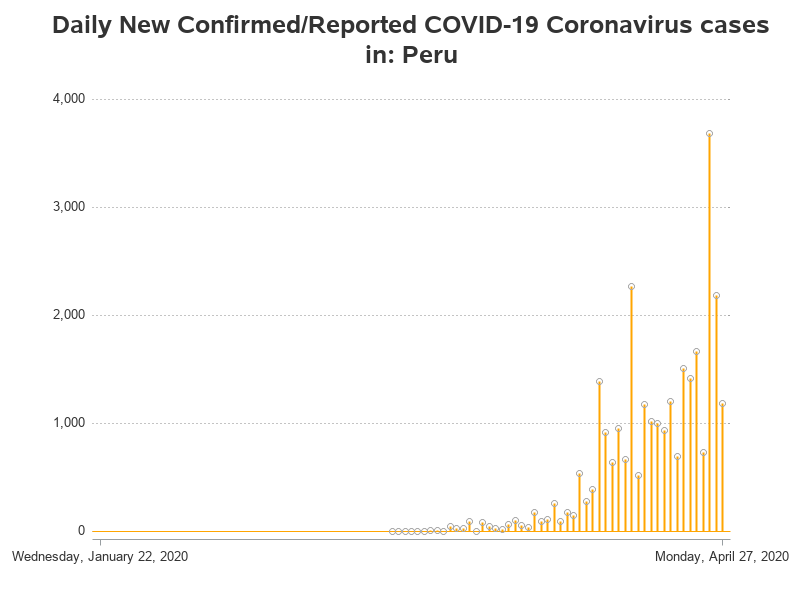 Daily New Confirmed/Reported COVID-19 Coronavirus cases
in: Peru
4,000
3,000
2,000
1,000
0
Wednesday, January 22, 2020
Monday, April 27, 2020